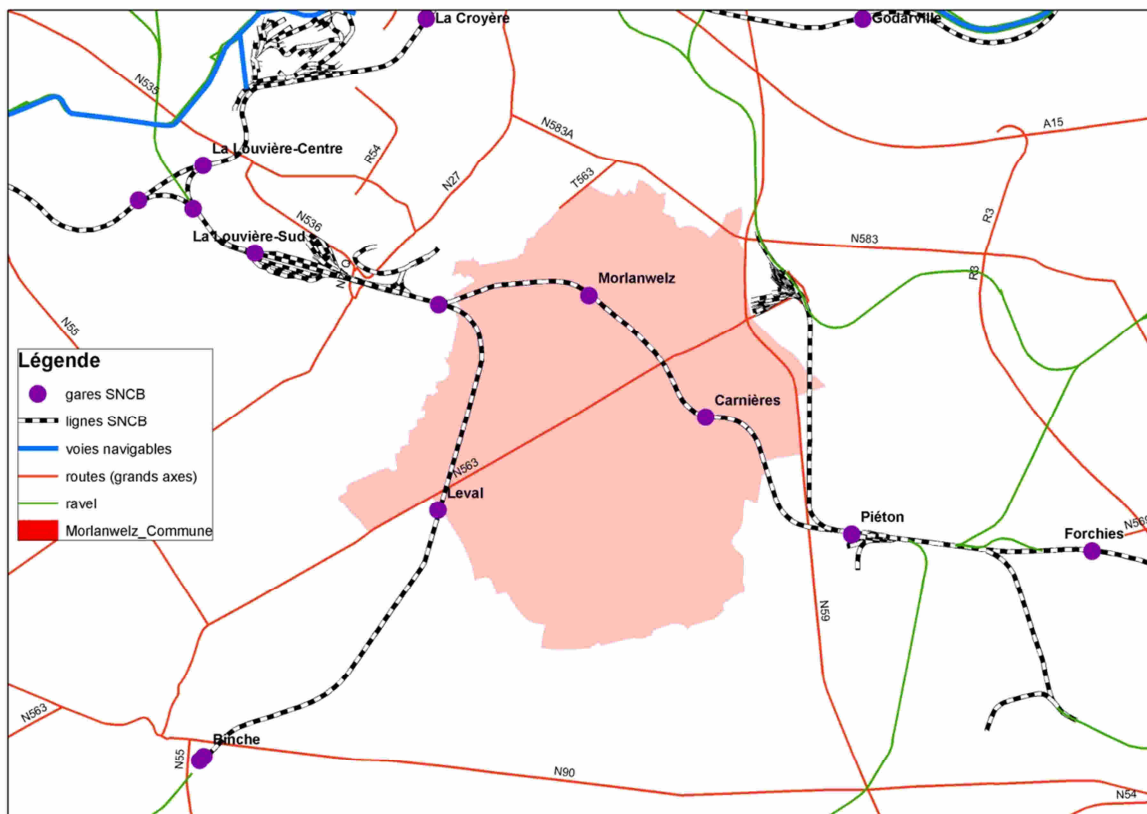 La Croyère
Godarville
N535
A15
N583A
La Louvière-Centre
R54
N27
T563
R3
N536
La Louvière-Sud
N583
R3
Morlanwelz
N55
Légende
gares SNCB
lignes SNCB
voies navigables
routes (grands axes)
ravel
Morlanwelz_Commune
Carnières
N563
Leval
Piéton
Forchies
N59
N563
Binche
N55
N90
N54